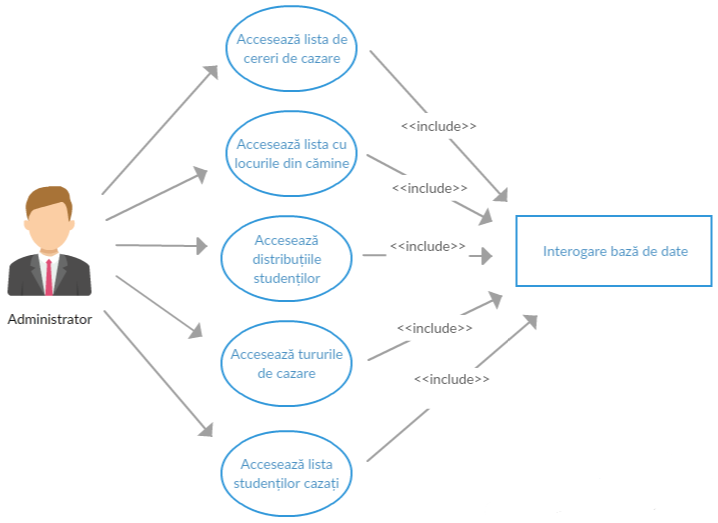 Accesează lista de
cereri de cazare
<<include>>
Accesează lista cu
locurile din cămine
<<include>>
Accesează
distribuțiile
studenților
<<include>>
Interogare bază de date
Administrator
Accesează tururile
de cazare
<<include>>
<<include>>
Accesează lista
studenților cazați